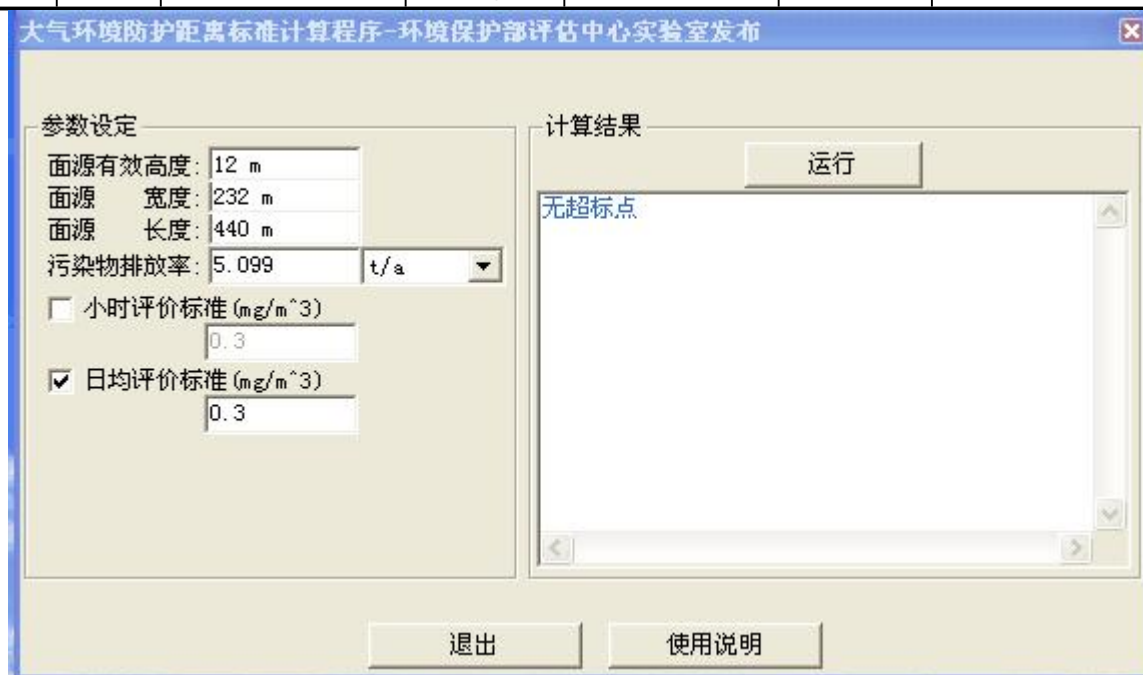 大气环境防护距离标准计算程序-环境保护部评估中心实验室发布
参数设定
面源有效高度: 12 m
面源 宽度: 232 m
面源 长度: 440 m
污染物排放率: 5.099 t/a
小时评价标准(mg/m^3)
0.3
日均评价标准(mg/m^3)
0.3
计算结果
运行
无超标点
退出 使用说明